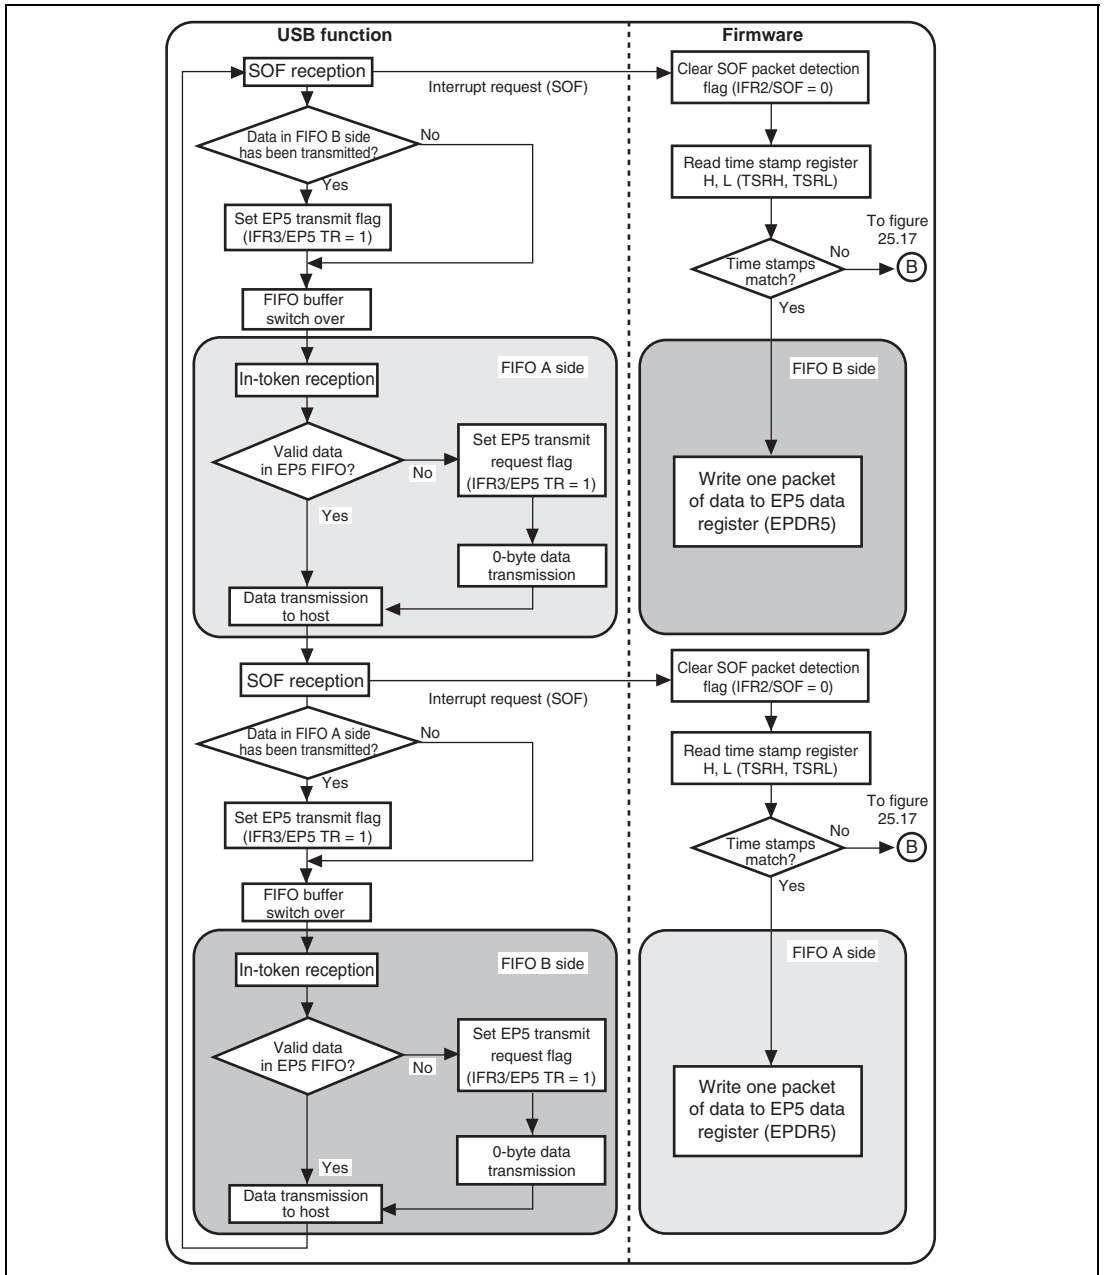 USB function
Firmware
SOF reception
Interrupt request (SOF)
Clear SOF packet detection
flag (IFR2/SOF = 0)
Data in FIFO B side
has been transmitted?
No
Yes
Read time stamp register
H, L (TSRH, TSRL)
Set EP5 transmit flag
(IFR3/EP5 TR = 1)
To figure
25.17
Time stamps
match?
No
B
Yes
FIFO buffer
switch over
FIFO A side
In-token reception
Valid data
in EP5 FIFO?
No
Yes
Set EP5 transmit
request flag
(IFR3/EP5 TR = 1)
0-byte data
transmission
Data transmission
to host
FIFO B side
Write one packet
of data to EP5 data
register (EPDR5)
SOF reception
Interrupt request (SOF)
Clear SOF packet detection
flag (IFR2/SOF = 0)
Data in FIFO A side
has been transmitted?
No
Yes
Read time stamp register
H, L (TSRH, TSRL)
Set EP5 transmit flag
(IFR3/EP5 TR = 1)
To figure
25.17
Time stamps
match?
No
B
Yes
FIFO buffer
switch over
FIFO B side
In-token reception
Valid data
in EP5 FIFO?
No
Yes
Set EP5 transmit
request flag
(IFR3/EP5 TR = 1)
0-byte data
transmission
Data transmission
to host
FIFO A side
Write one packet
of data to EP5 data
register (EPDR5)